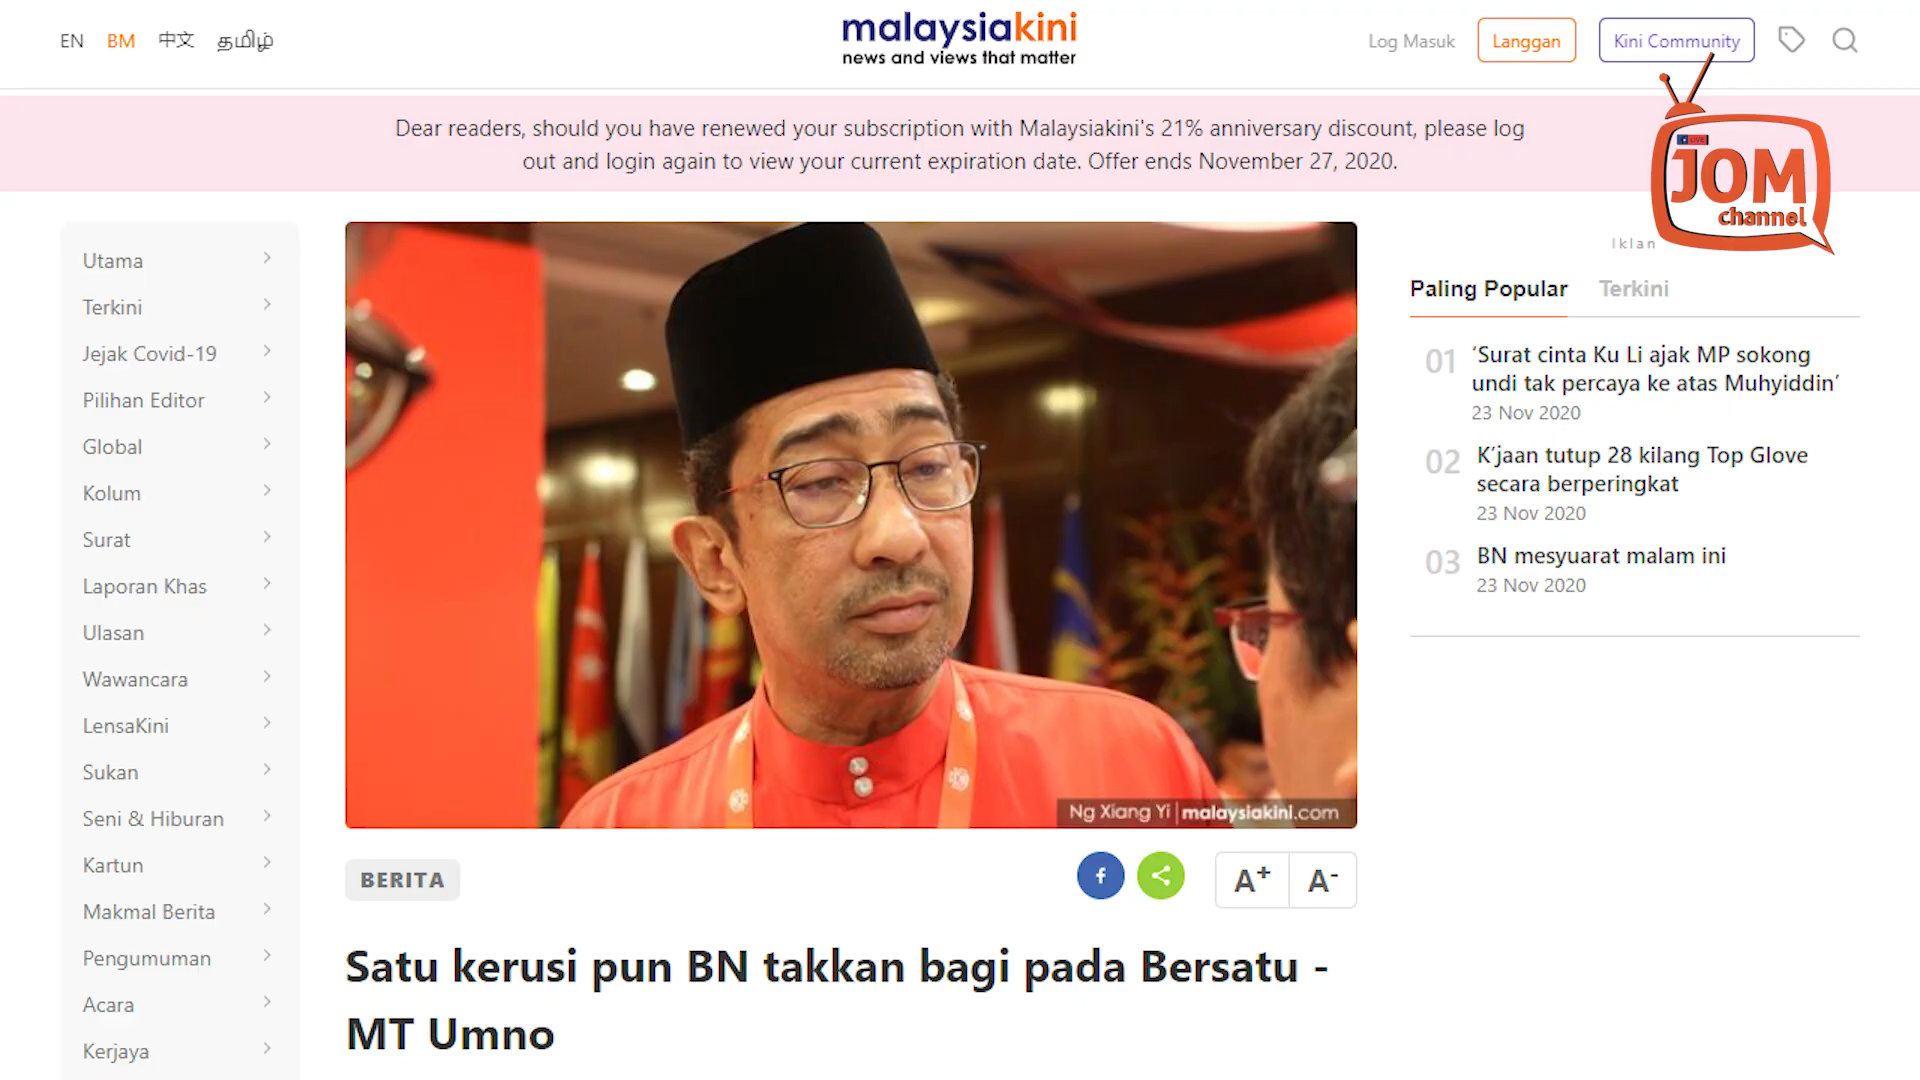 EN BM 中文 தமிழ்
malaysiakini
news and views that matter
Log Masuk
Langgan
Kini Community
Dear readers, should you have renewed your subscription with Malaysiakini's 21% anniversary discount, please log
out and login again to view your current expiration date. Offer ends November 27, 2020.
JOM
channel
Utama
Terkini
Jejak Covid-19
Pilihan Editor
Global
Kolum
Surat
Laporan Khas
Ulasan
Wawancara
LensaKini
Sukan
Seni & Hiburan
Kartun
Makmal Berita
Pengumuman
Acara
Kerjaya
Ng Xiang Yi | malaysiakini.com
BERITA
A+ A-
Satu kerusi pun BN takkan bagi pada Bersatu -
MT Umno
Iklan
Paling Popular Terkini
01 ‘Surat cinta Ku Li ajak MP sokong
undi tak percaya ke atas Muhyiddin’
23 Nov 2020
02 K’jaan tutup 28 kilang Top Glove
secara berperingkat
23 Nov 2020
03 BN mesyuarat malam ini
23 Nov 2020